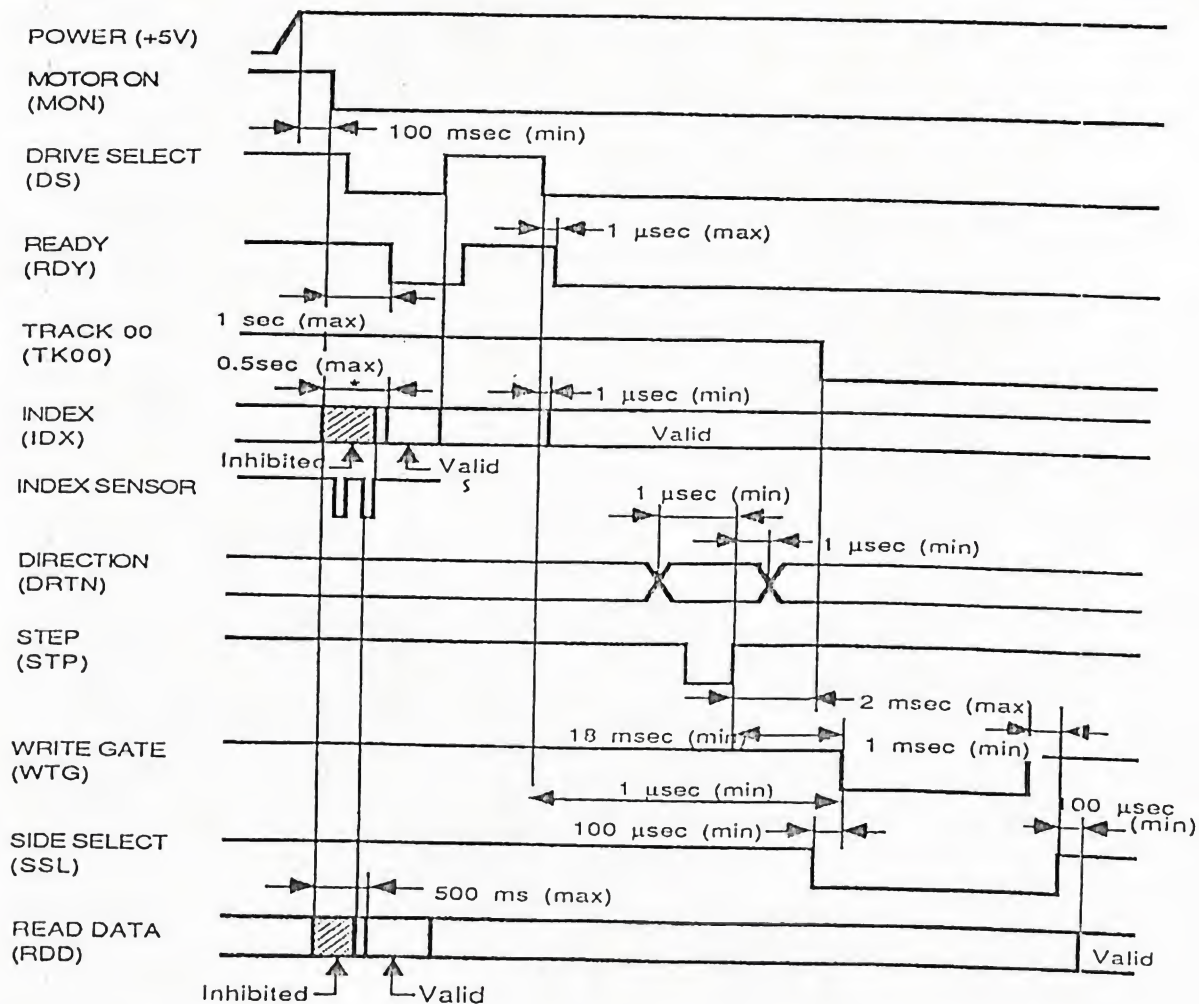 POWER (+5V)
MOTOR ON
(MON)
100 msec (min)
DRIVE SELECT
(DS)
1 μsec (max)
READY
(RDY)
1 sec (max)
TRACK 00
(TK00)
0.5sec (max)
*
1 μsec (min)
INDEX
(IDX)
Valid
Inhibited
Valid
s
INDEX SENSOR
1 μsec (min)
1 μsec (min)
DIRECTION
(DRTN)
STEP
(STP)
2 msec (max)
18 msec (min)
1 msec (min)
WRITE GATE
(WTG)
1 μsec (min)
100 μsec
(min)
100 μsec (min)
SIDE SELECT
(SSL)
500 ms (max)
READ DATA
(RDD)
Valid
Inhibited
Valid